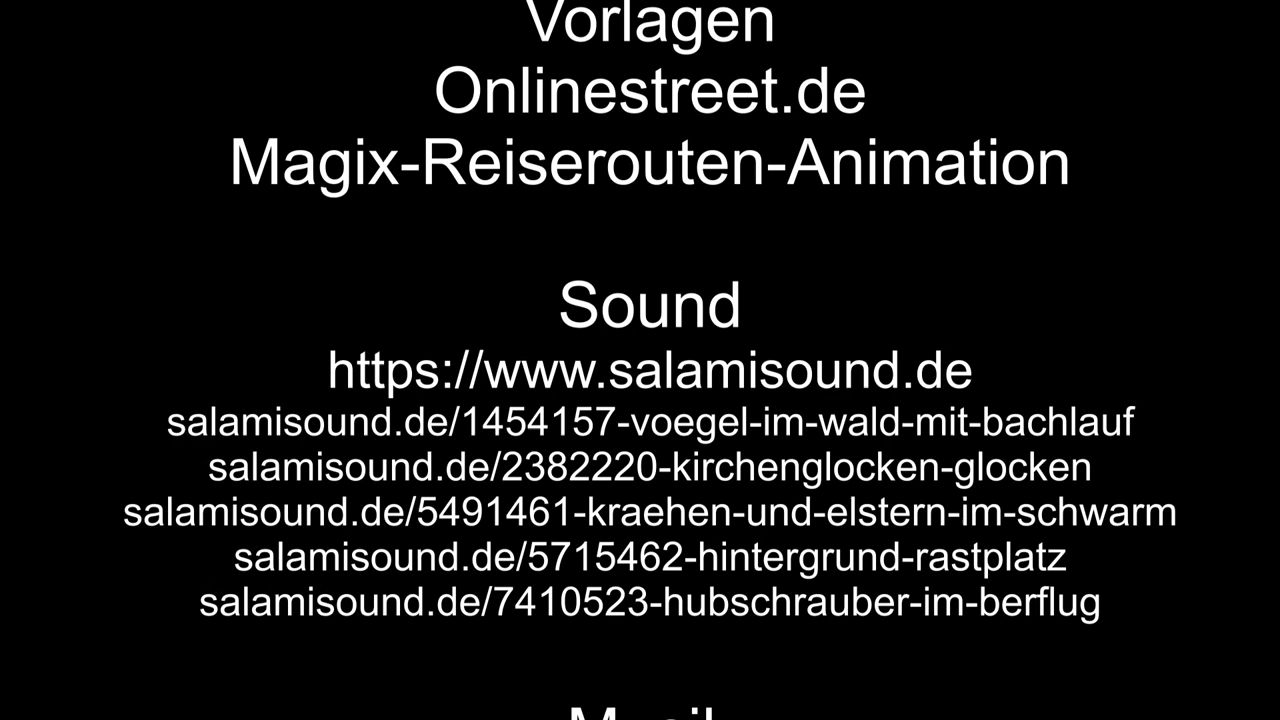 Vorlagen
Onlinestreet.de
Magix-Reiserouten-Animation
Sound
https://www.salamisound.de
salamisound.de/1454157-voegel-im-wald-mit-bachlauf
salamisound.de/2382220-kirchenglocken-glocken
salamisound.de/5491461-kraehen-und-elstern-im-schwarm
salamisound.de/5715462-hintergrund-rastplatz
salamisound.de/7410523-hubschrauber-im-berflug